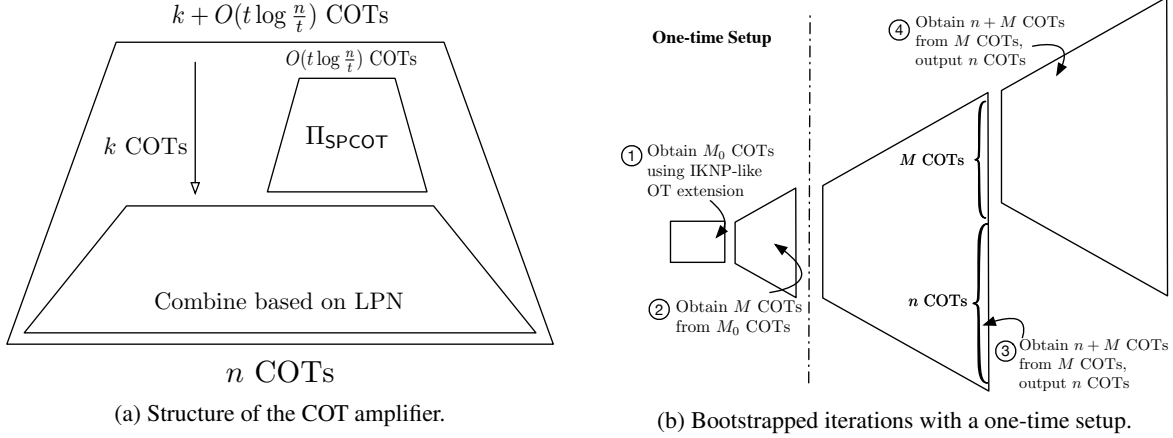 k + O(t log n/t) COTs
O(t log n/t) COTs
k COTs
Π_SPCOT
Combine based on LPN
n COTs
(a) Structure of the COT amplifier.
One-time Setup
① Obtain M₀ COTs
using IKNP-like
OT extension
② Obtain M COTs
from M₀ COTs
M COTs
n COTs
③ Obtain n + M COTs
from M COTs,
output n COTs
④ Obtain n + M COTs
from M COTs,
output n COTs
(b) Bootstrapped iterations with a one-time setup.